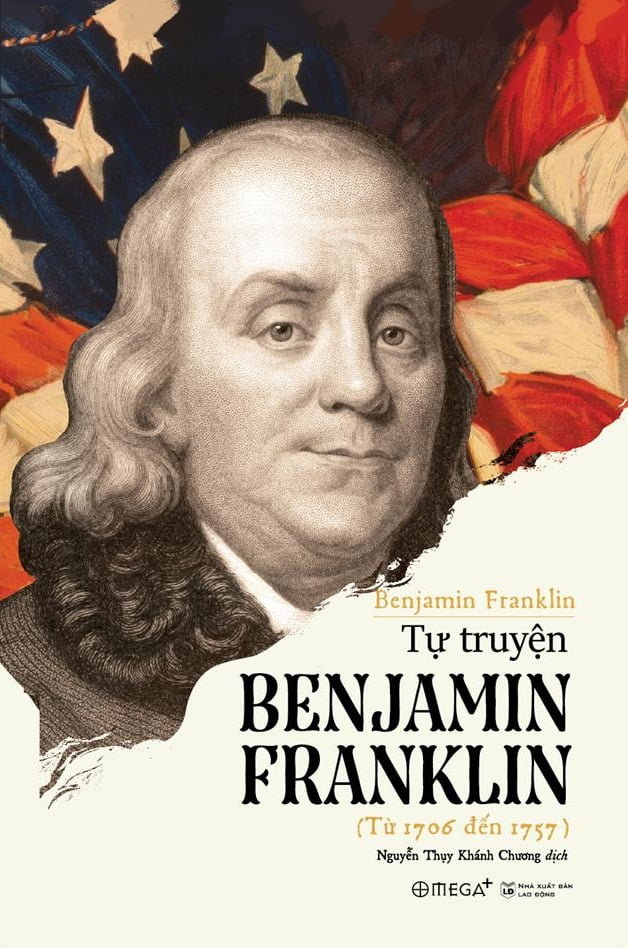 Benjamin Franklin
Tự truyện
BENJAMIN
FRANKLIN
(Từ 1706 đến 1757)
Nguyễn Thụy Khánh Chương dịch
OMEGA+
LĐ NHÀ XUẤT BẢN
LAO ĐỘNG